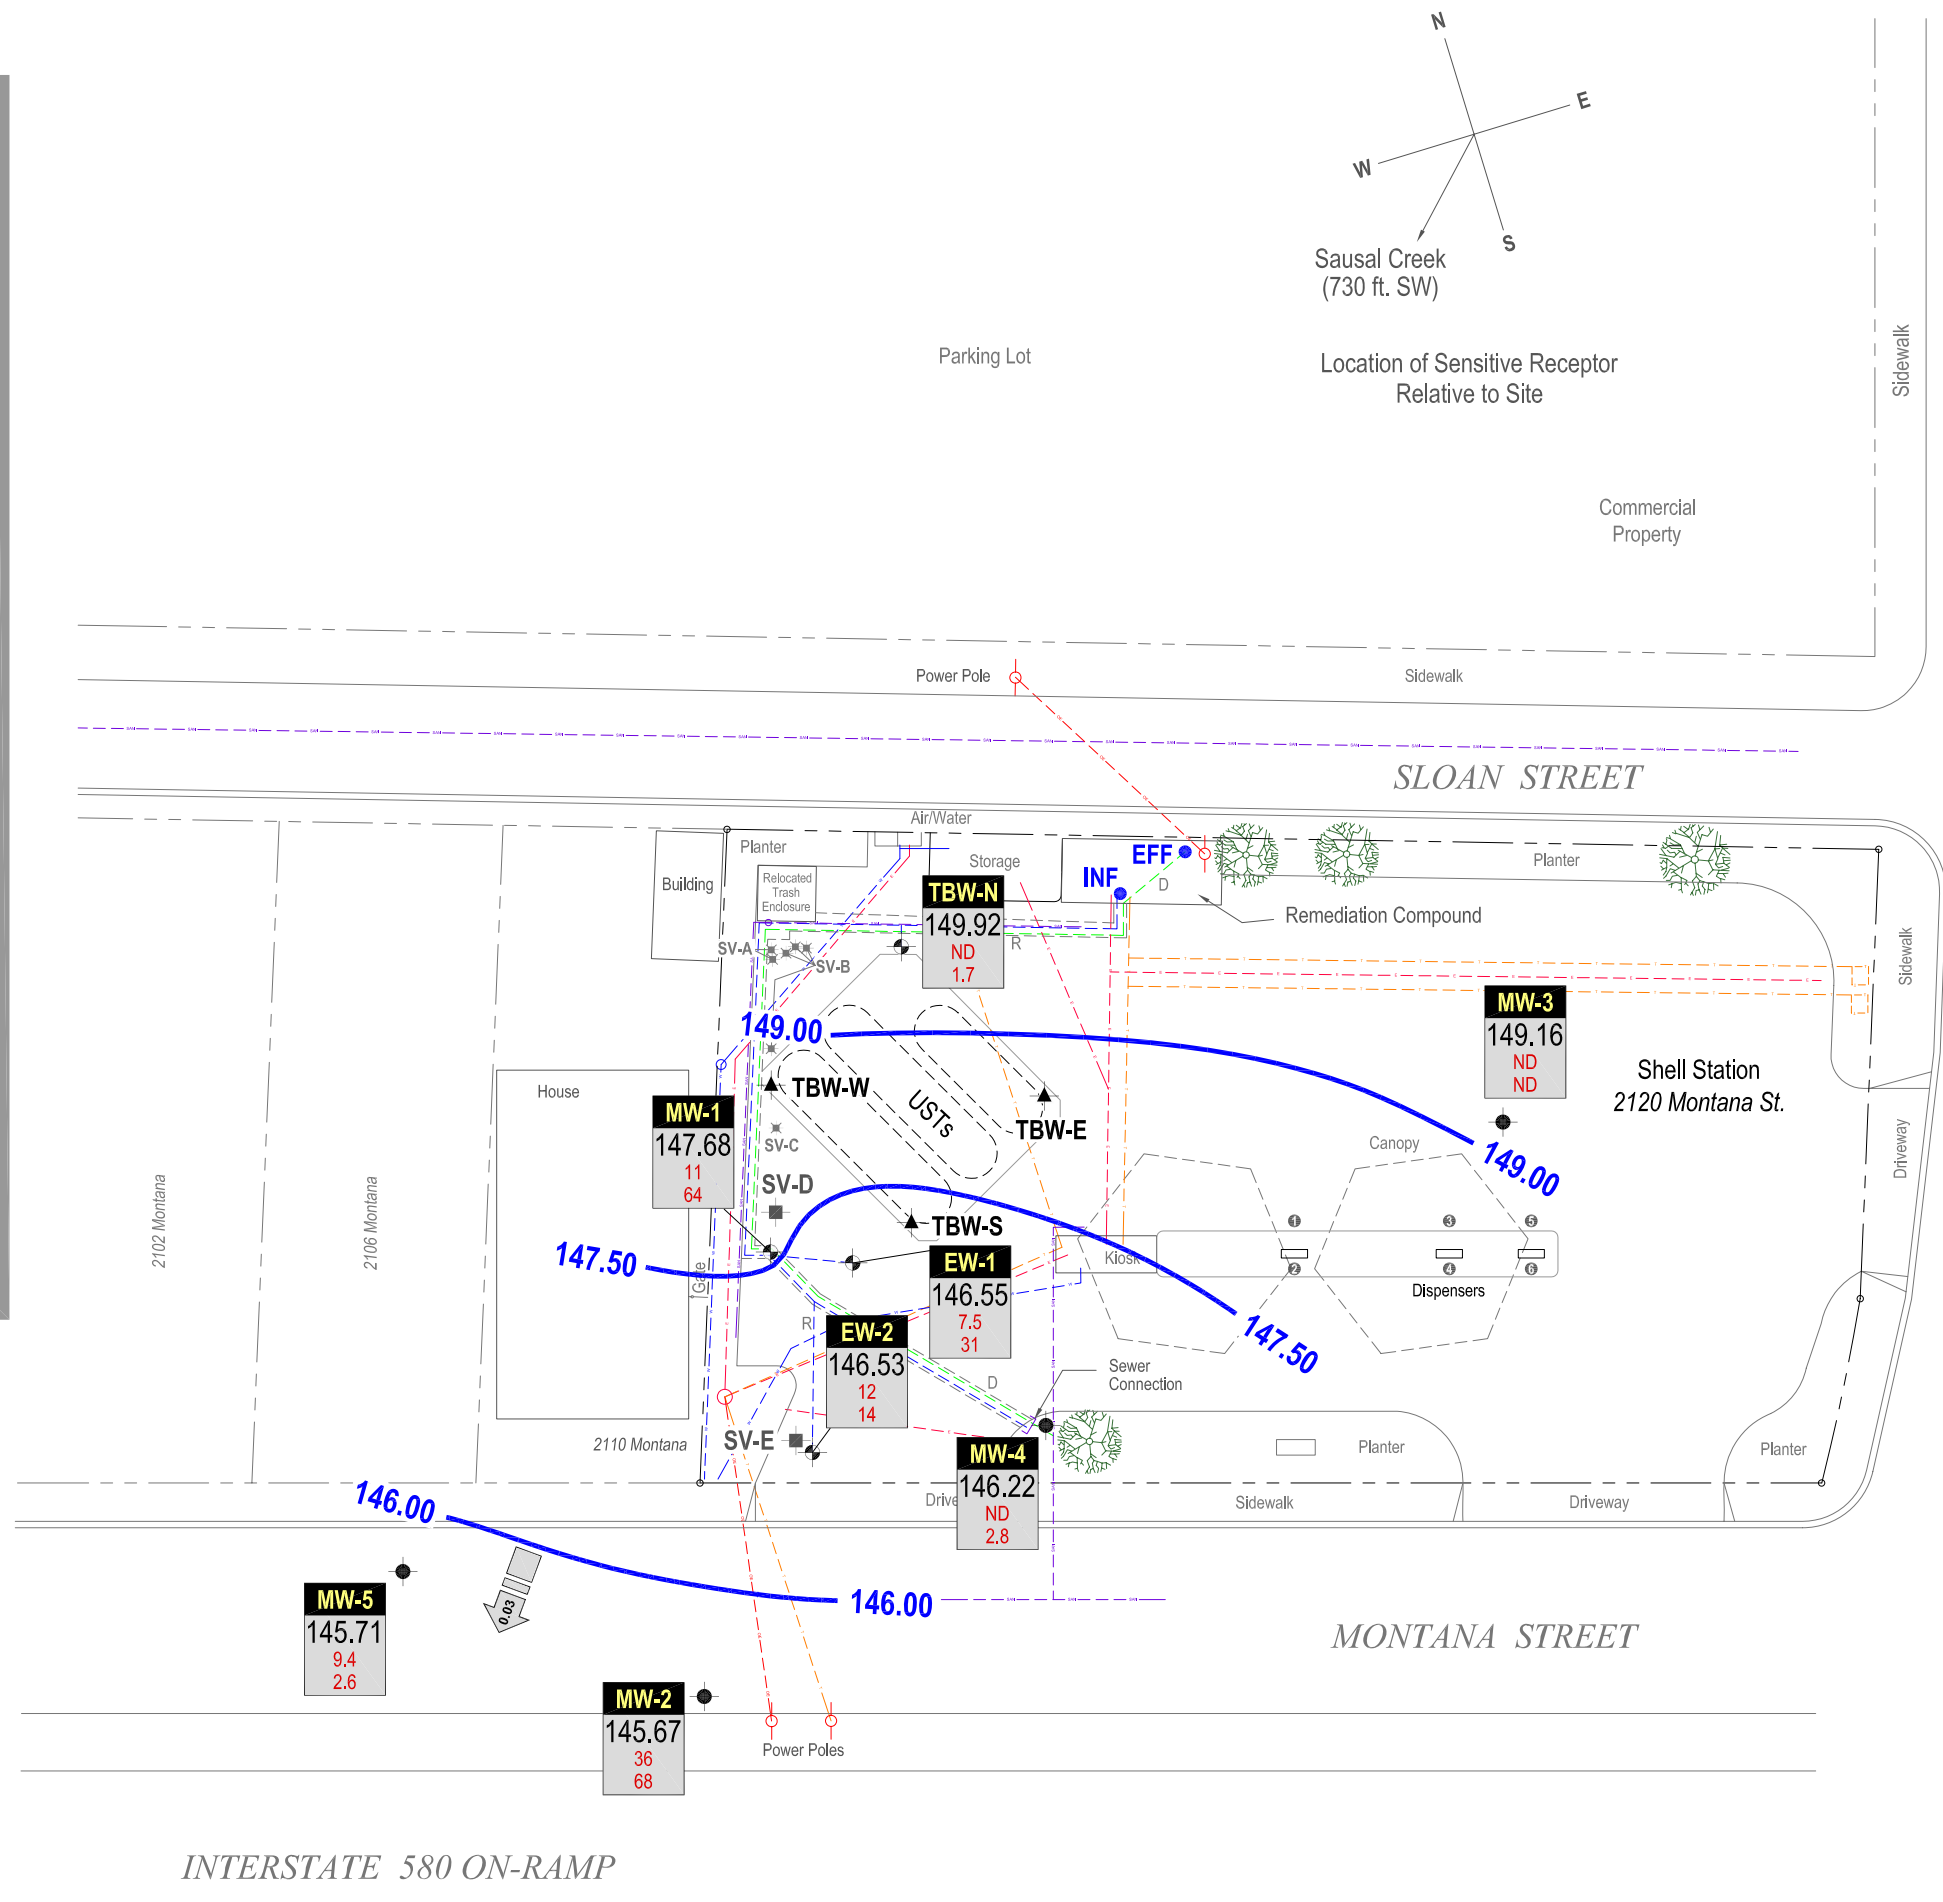 N
E
W
S
Sausal Creek
(730 ft. SW)
Location of Sensitive Receptor
Relative to Site
Parking Lot
Sidewalk
Commercial
Property
Power Pole
Sidewalk
SLOAN STREET
Air/Water
Planter
Storage
EFF
Planter
Building
Relocated
Trash
Enclosure
INF
D
TBW-N
149.92
ND
1.7
Remediation Compound
R
Sidewalk
SV-A
SV-B
MW-3
149.16
ND
ND
149.00
Shell Station
2120 Montana St.
House
TBW-W
USTs
TBW-E
MW-1
147.68
11
64
SV-C
Canopy
149.00
Driveway
SV-D
2102 Montana
2106 Montana
TBW-S
1
3
5
147.50
EW-1
146.55
7.5
31
Kiosk
2
4
6
Dispensers
Gate
R
EW-2
146.53
12
14
147.50
D
Sewer
Connection
2110 Montana
SV-E
Planter
Planter
MW-4
146.22
ND
2.8
146.00
Drive
Sidewalk
Driveway
0.03
MW-5
145.71
9.4
2.6
146.00
MONTANA STREET
MW-2
145.67
36
68
Power Poles
INTERSTATE 580 ON-RAMP